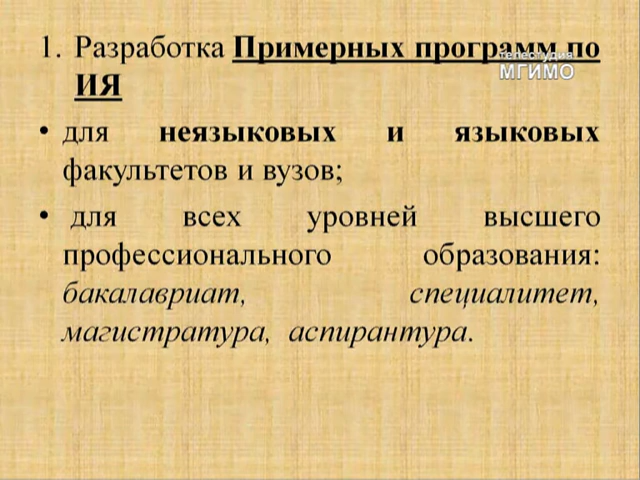 1. Разработка Примерных программ по
ИЯ
телестудия
МГИМО
• для неязыковых и языковых
факультетов и вузов;
• для всех уровней высшего
профессионального образования:
бакалавриат, специалитет,
магистратура, аспирантура.